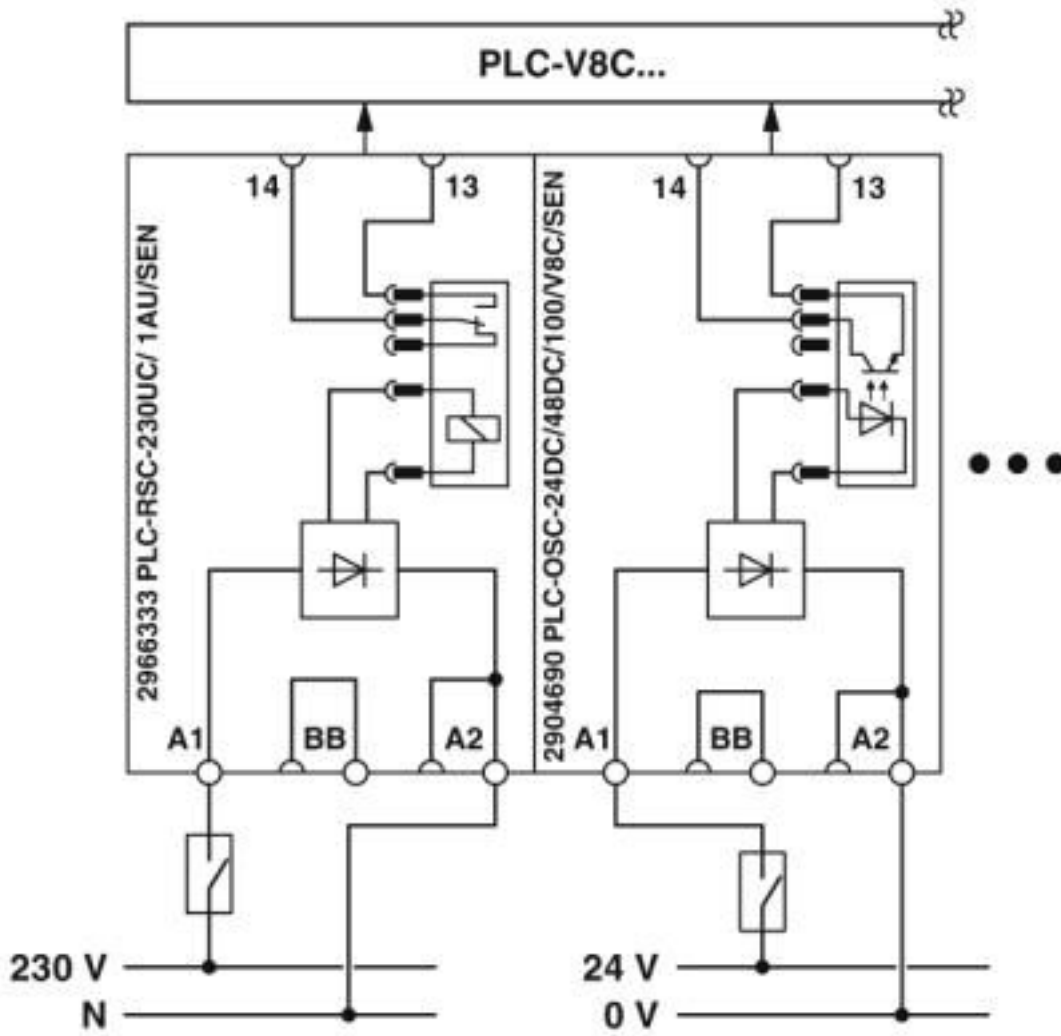 PLC-V8C...
14 13
2966333 PLC-RSC-230UC/ 1AU/SEN
14 13
2904690 PLC-OSC-24DC/48DC/100/V8C/SEN
A1 BB A2
A1 BB A2
230 V
N
24 V
0 V